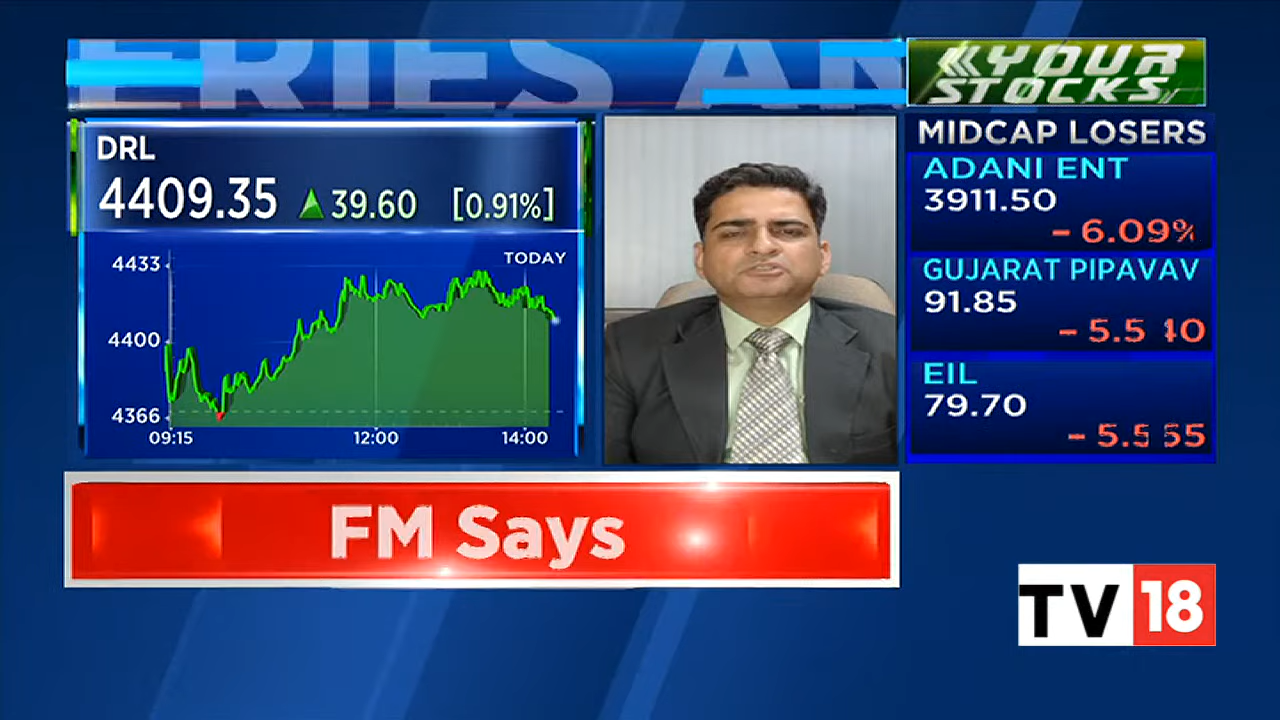 ERIES AN
YOUR
STOCKS
DRL
4409.35 39.60 [0.91%]
TODAY
4433
4400
4366
09:15 12:00 14:00
MIDCAP LOSERS
ADANI ENT
3911.50
- 6.09%
GUJARAT PIPAVAV
91.85
EIL
79.70
FM Says
TV18